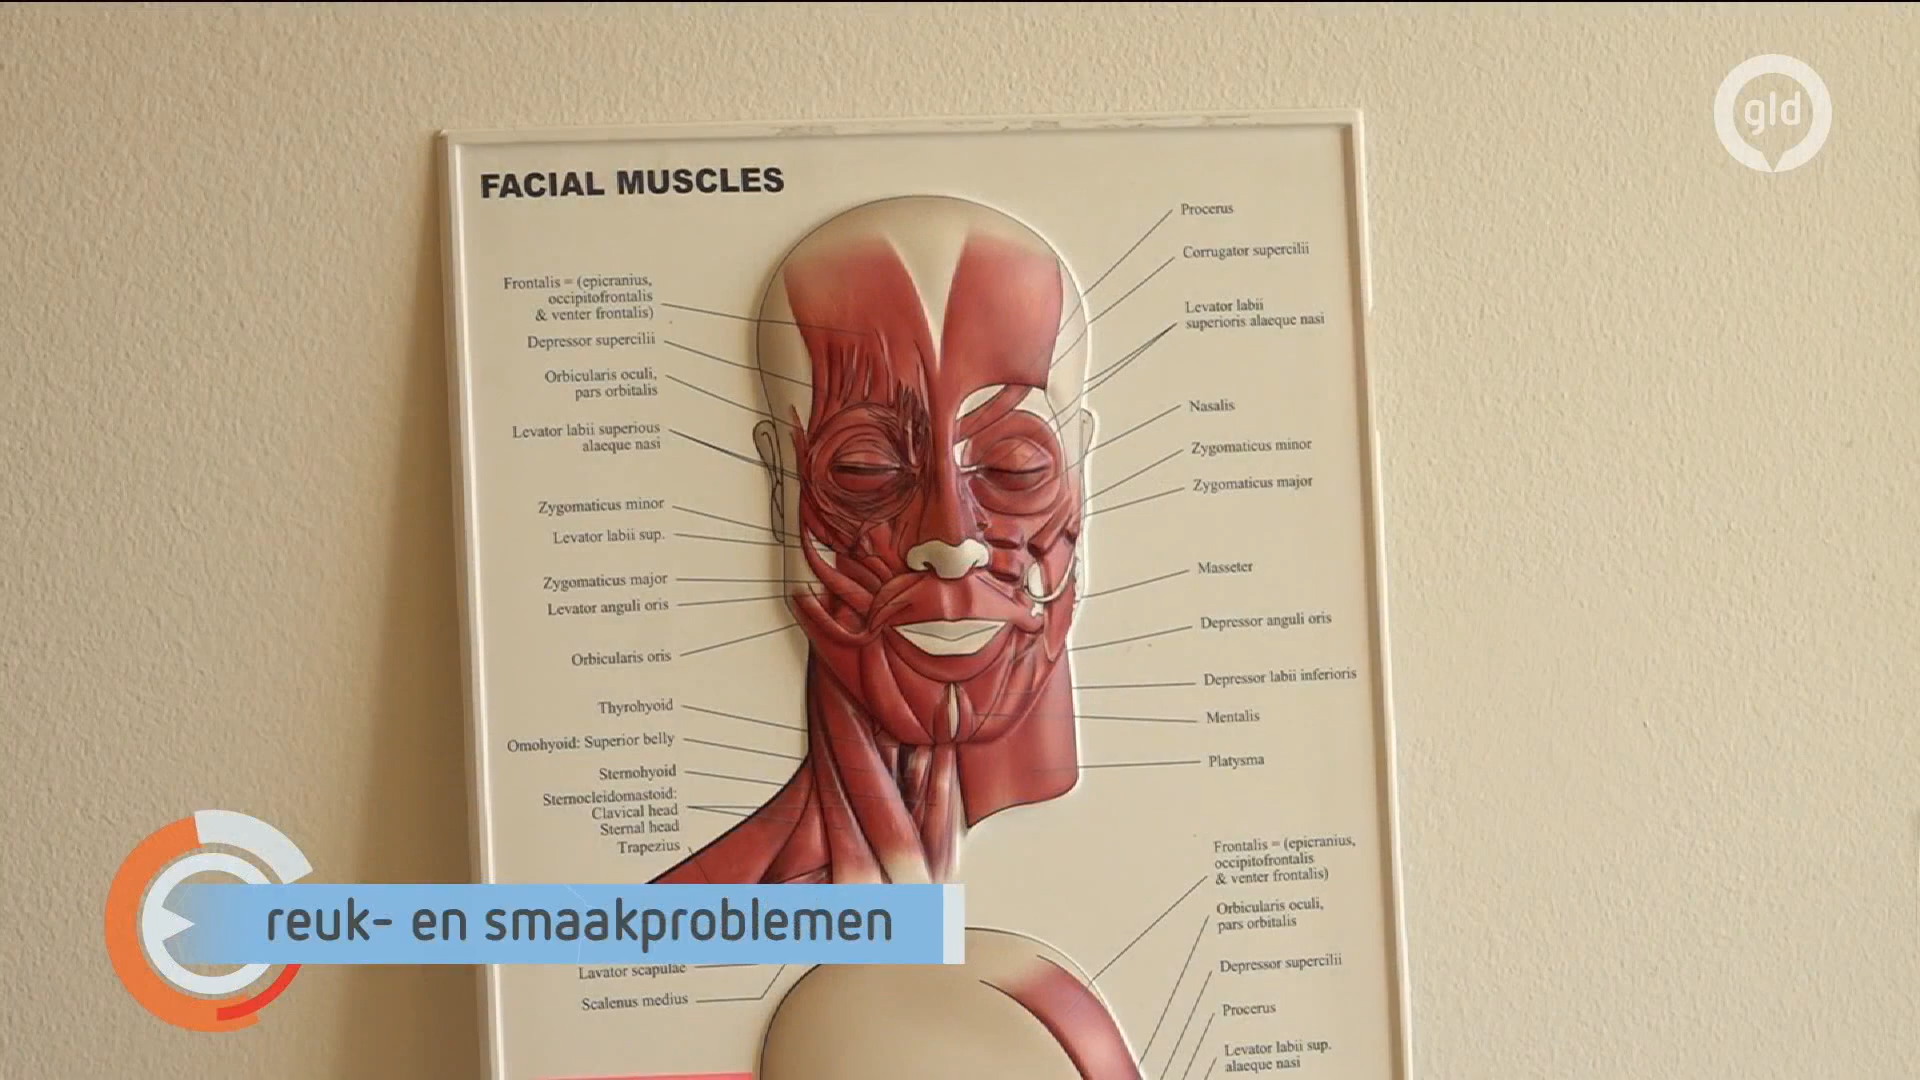 gld
FACIAL MUSCLES
Frontalis = (epicranius,
occipitofrontalis
& venter frontalis)
Depressor supercilii
Orbicularis oculi,
pars orbitalis
Levator labii superious
alaeque nasi
Zygomaticus minor
Levator labii sup.
Zygomaticus major
Levator anguli oris
Orbicularis oris
Thyrohyoid
Omohyoid: Superior belly
Sternohyoid
Sternocleidomastoid:
Clavical head
Sternal head
Trapezius
Lavator scapulae
Scalenus medius
Procerus
Corrugator supercilii
Levator labii
superioris alaeque nasi
Nasalis
Zygomaticus minor
Zygomaticus major
Masseter
Depressor anguli oris
Depressor labii inferioris
Mentalis
Platysma
Frontalis = (epicranius,
occipitofrontalis
& venter frontalis)
Orbicularis oculi,
pars orbitalis
Depressor supercilii
Procerus
Levator labii sup.
alaeque nasi
reuk- en smaakproblemen